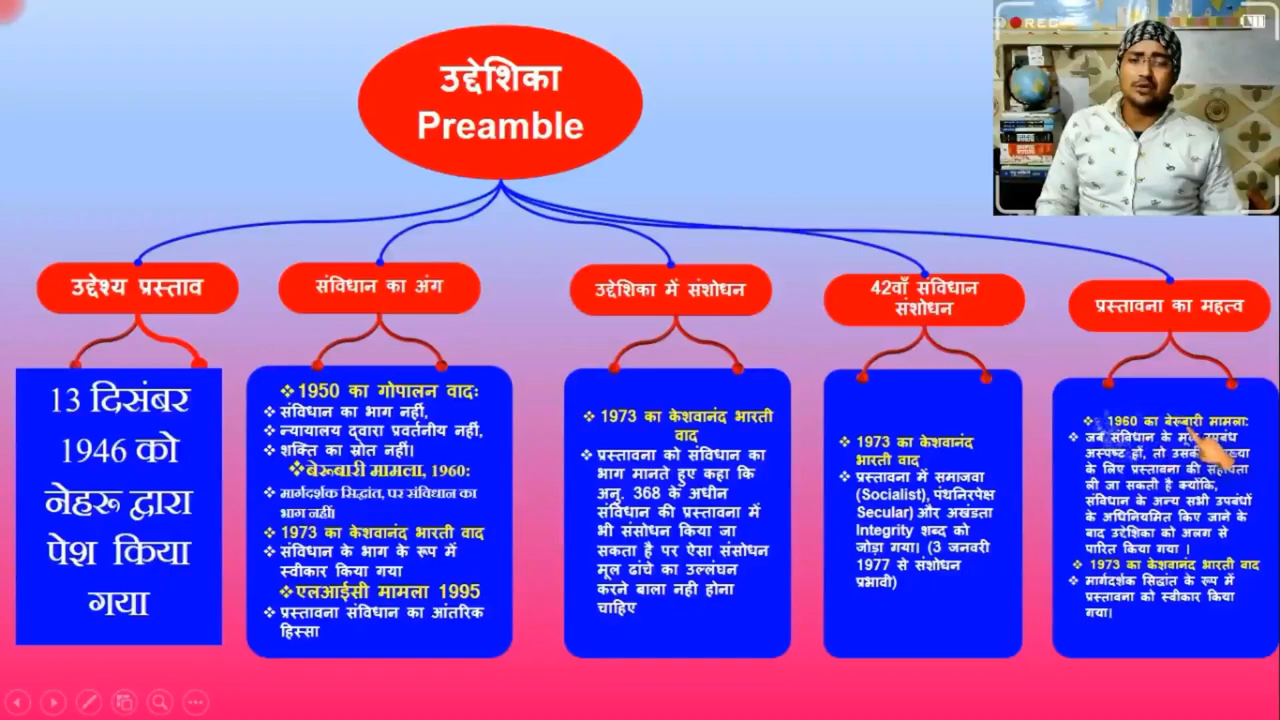 उद्देशिका
Preamble
REC
उद्देश्य प्रस्ताव
13 दिसंबर
1946 को
नेहरू द्वारा
पेश किया
गया
संविधान का अंग
❖1950 का गोपालन वादः
❖ संविधान का भाग नहीं,
❖ न्यायालय द्वारा प्रवर्तनीय नहीं,
❖ शक्ति का स्रोत नहीं।
❖बेरूबारी मामला, 1960:
❖ मार्गदर्शक सिद्धांत, पर संविधान का
भाग नहीं।
❖ 1973 का केशवानंद भारती वाद
❖ संविधान के भाग के रूप में
स्वीकार किया गया
❖एलआईसी मामला 1995
❖ प्रस्तावना संविधान का आंतरिक
हिस्सा
उद्देशिका में संशोधन
❖ 1973 का केशवानंद भारती
वाद
❖ प्रस्तावना को संविधान का
भाग मानते हुए कहा कि
अनु. 368 के अधीन
संविधान की प्रस्तावना में
भी संसोधन किया जा
सकता है पर ऐसा संसोधन
मूल ढांचे का उल्लंघन
करने बाला नही होना
चाहिए
42वाँ संविधान
संशोधन
❖ 1973 का केशवानंद
भारती वाद
❖ प्रस्तावना में समाजवा
(Socialist), पंथनिरपेक्ष
Secular) और अखंडता
Integrity शब्द को
जोड़ा गया। (3 जनवरी
1977 से संशोधन
प्रभावी)
प्रस्तावना का महत्व
❖ 1960 का बेरूबारी मामला:
❖ जब संविधान के
अस्पष्ट हों, तो
के लिए प्रस्तावना की सहायता
ली जा सकती है क्योंकि,
संविधान के अन्य सभी उपबंधों
के अधिनियमित किए जाने के
बाद उद्देशिका को अलग से
पारित किया गया ।
❖ 1973 का केशवानंद भारती वाद
❖ मार्गदर्शक सिद्धांत के रूप में
प्रस्तावना को स्वीकार किया
गया।